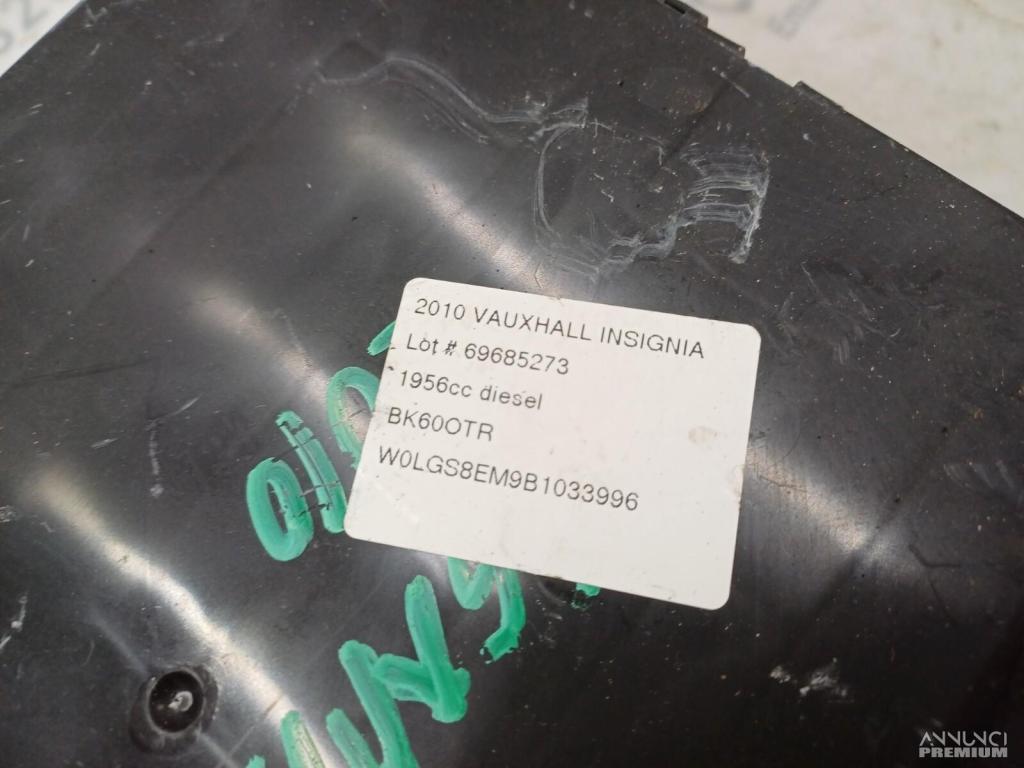 2010 VAUXHALL INSIGNIA
Lot # 69685273
1956cc diesel
BK60OTR
W0LGS8EM9B1033996
ANNUNCI
PREMIUM